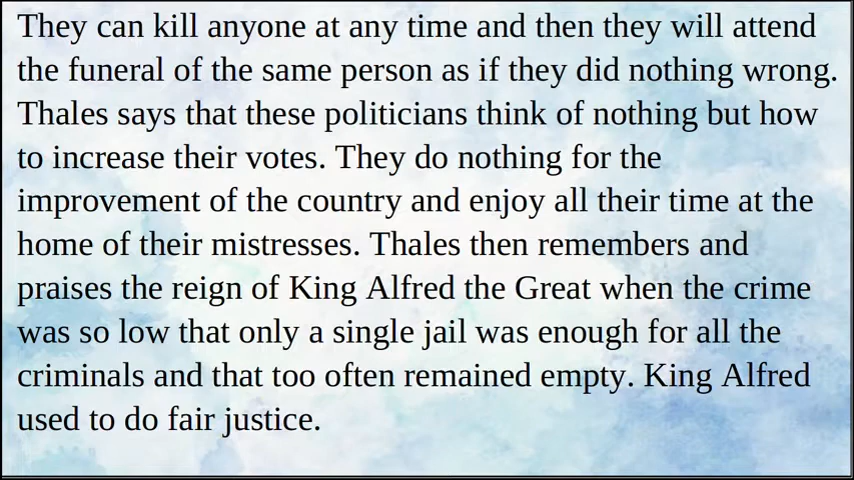 They can kill anyone at any time and then they will attend
the funeral of the same person as if they did nothing wrong.
Thales says that these politicians think of nothing but how
to increase their votes. They do nothing for the
improvement of the country and enjoy all their time at the
home of their mistresses. Thales then remembers and
praises the reign of King Alfred the Great when the crime
was so low that only a single jail was enough for all the
criminals and that too often remained empty. King Alfred
used to do fair justice.